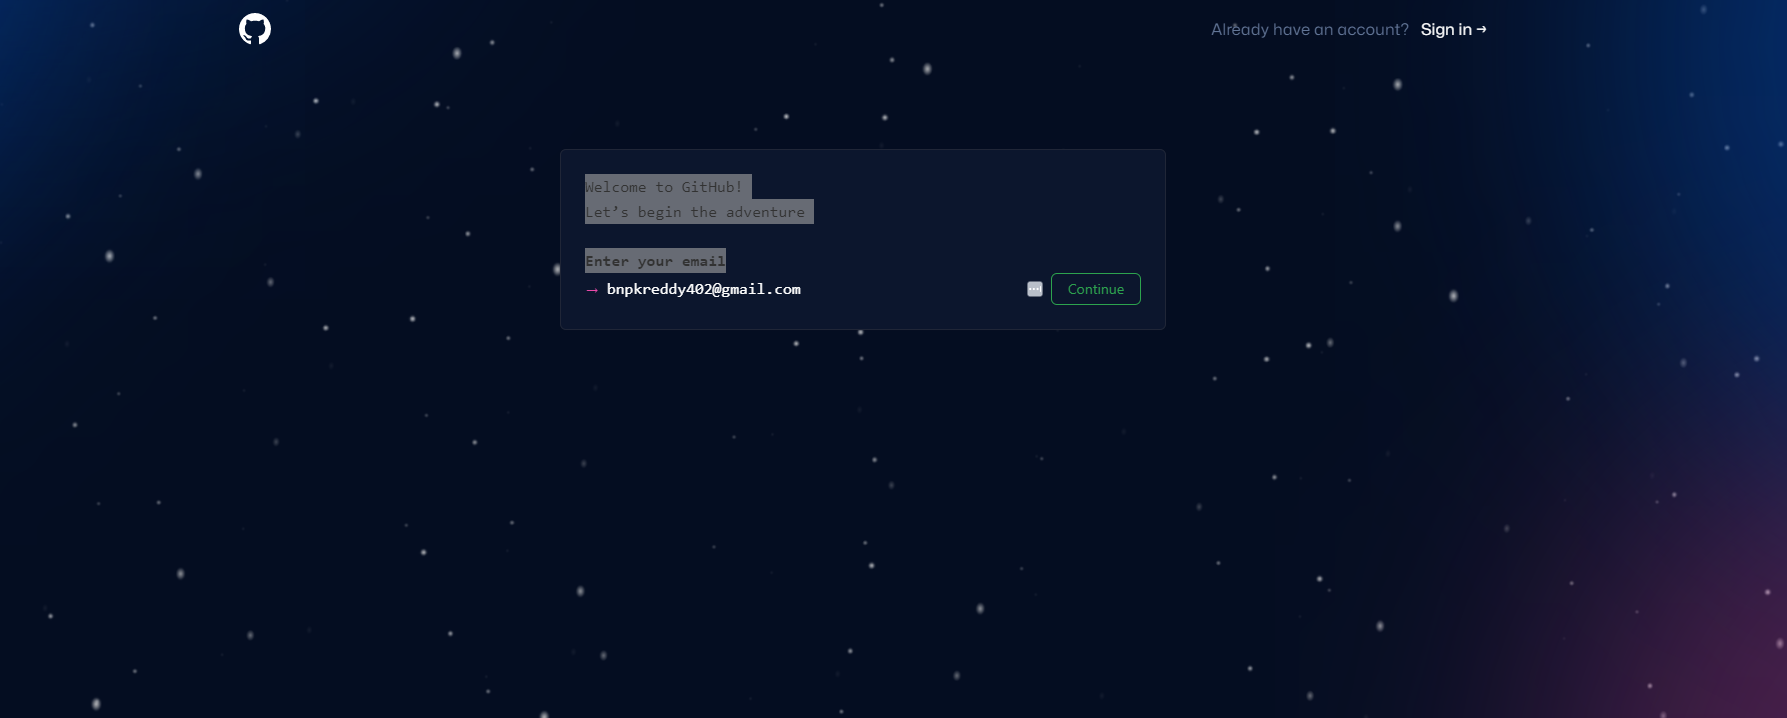 Already have an account? Sign in →
Welcome to GitHub!
Let’s begin the adventure
Enter your email
→ bnpkreddy402@gmail.com
Continue